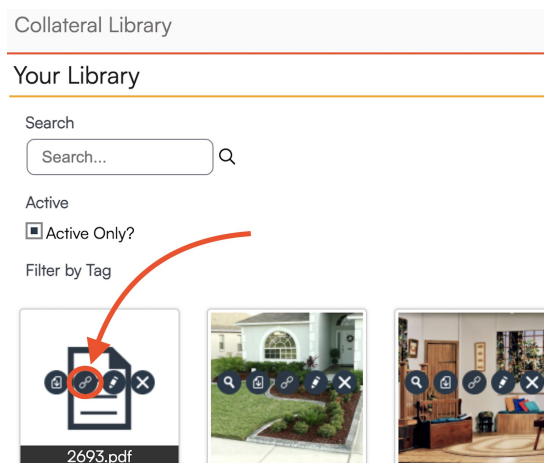 Collateral Library
Your Library
Search
Search...
Active
Active Only?
Filter by Tag
2693.pdf